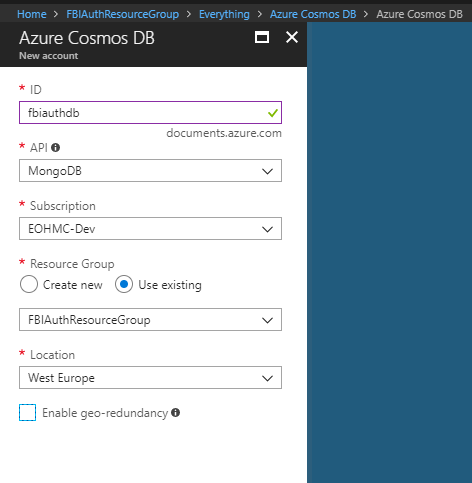 Home > FBIAuthResourceGroup > Everything > Azure Cosmos DB > Azure Cosmos DB
Azure Cosmos DB
New account
* ID
fbiauthdb
documents.azure.com
* API
MongoDB
* Subscription
EOHMC-Dev
* Resource Group
Create new Use existing
FBIAuthResourceGroup
* Location
West Europe
Enable geo-redundancy